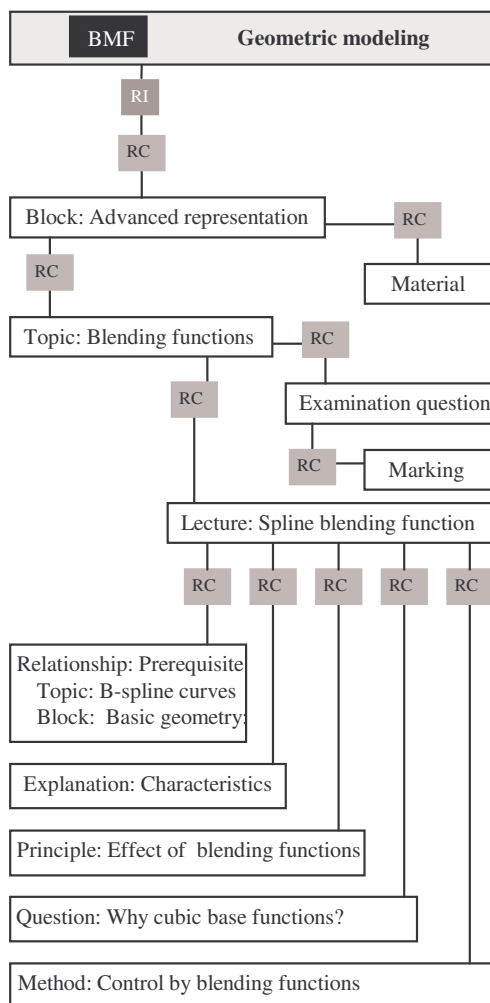 BMF Geometric modeling
RI
RC
Block: Advanced representation
RC
RC
Material
Topic: Blending functions
RC
RC
Examination question
RC
Marking
Lecture: Spline blending function
RC RC RC RC RC
Relationship: Prerequisite
Topic: B-spline curves
Block: Basic geometry:
Explanation: Characteristics
Principle: Effect of blending functions
Question: Why cubic base functions?
Method: Control by blending functions